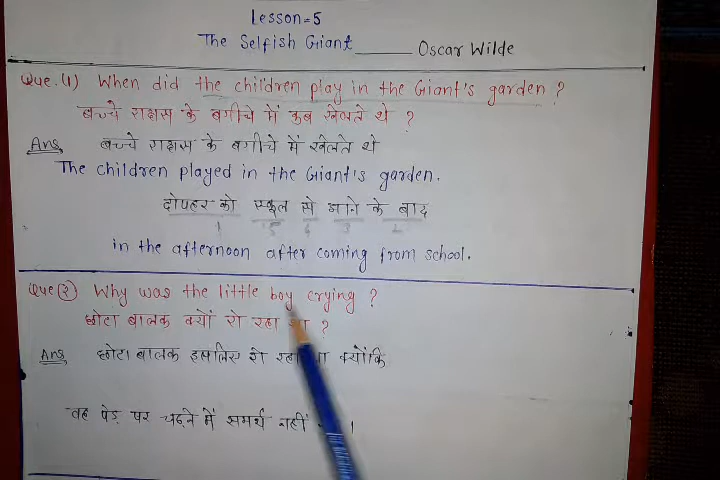 Lesson=5
The Selfish Giant ______ Oscar Wilde
Que.(1) When did the children play in the Giant's garden ?
बच्चे राक्षस के बगीचे में कब खेलते थे ?
Ans बच्चे राक्षस के बगीचे में खेलते थे
The children played in the Giant's garden.
दोपहर को स्कूल से आने के बाद
1 5 4 3 2
in the afternoon after coming from school.
Que(२) Why was the little boy crying ?
छोटा बालक क्यों रो रहा था ?
Ans छोटा बालक इसलिए रो रहा था क्योंकि
वह पेड़ पर चढ़ने में समर्थ नहीं ।